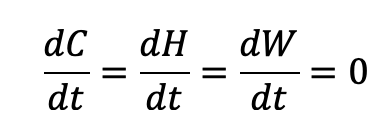 dC/dt = dH/dt = dW/dt = 0